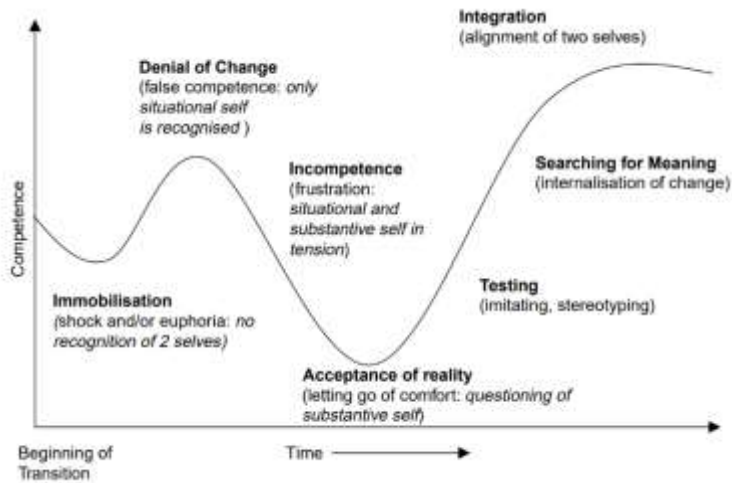 Integration
(alignment of two selves)
Denial of Change
(false competence: only
situational self
is recognised )
Incompetence
(frustration:
situational and
substantive self in
tension)
Searching for Meaning
(internalisation of change)
Competence
Immobilisation
(shock and/or euphoria: no
recognition of 2 selves)
Testing
(imitating, stereotyping)
Acceptance of reality
(letting go of comfort: questioning of
substantive self)
Beginning of
Transition
Time